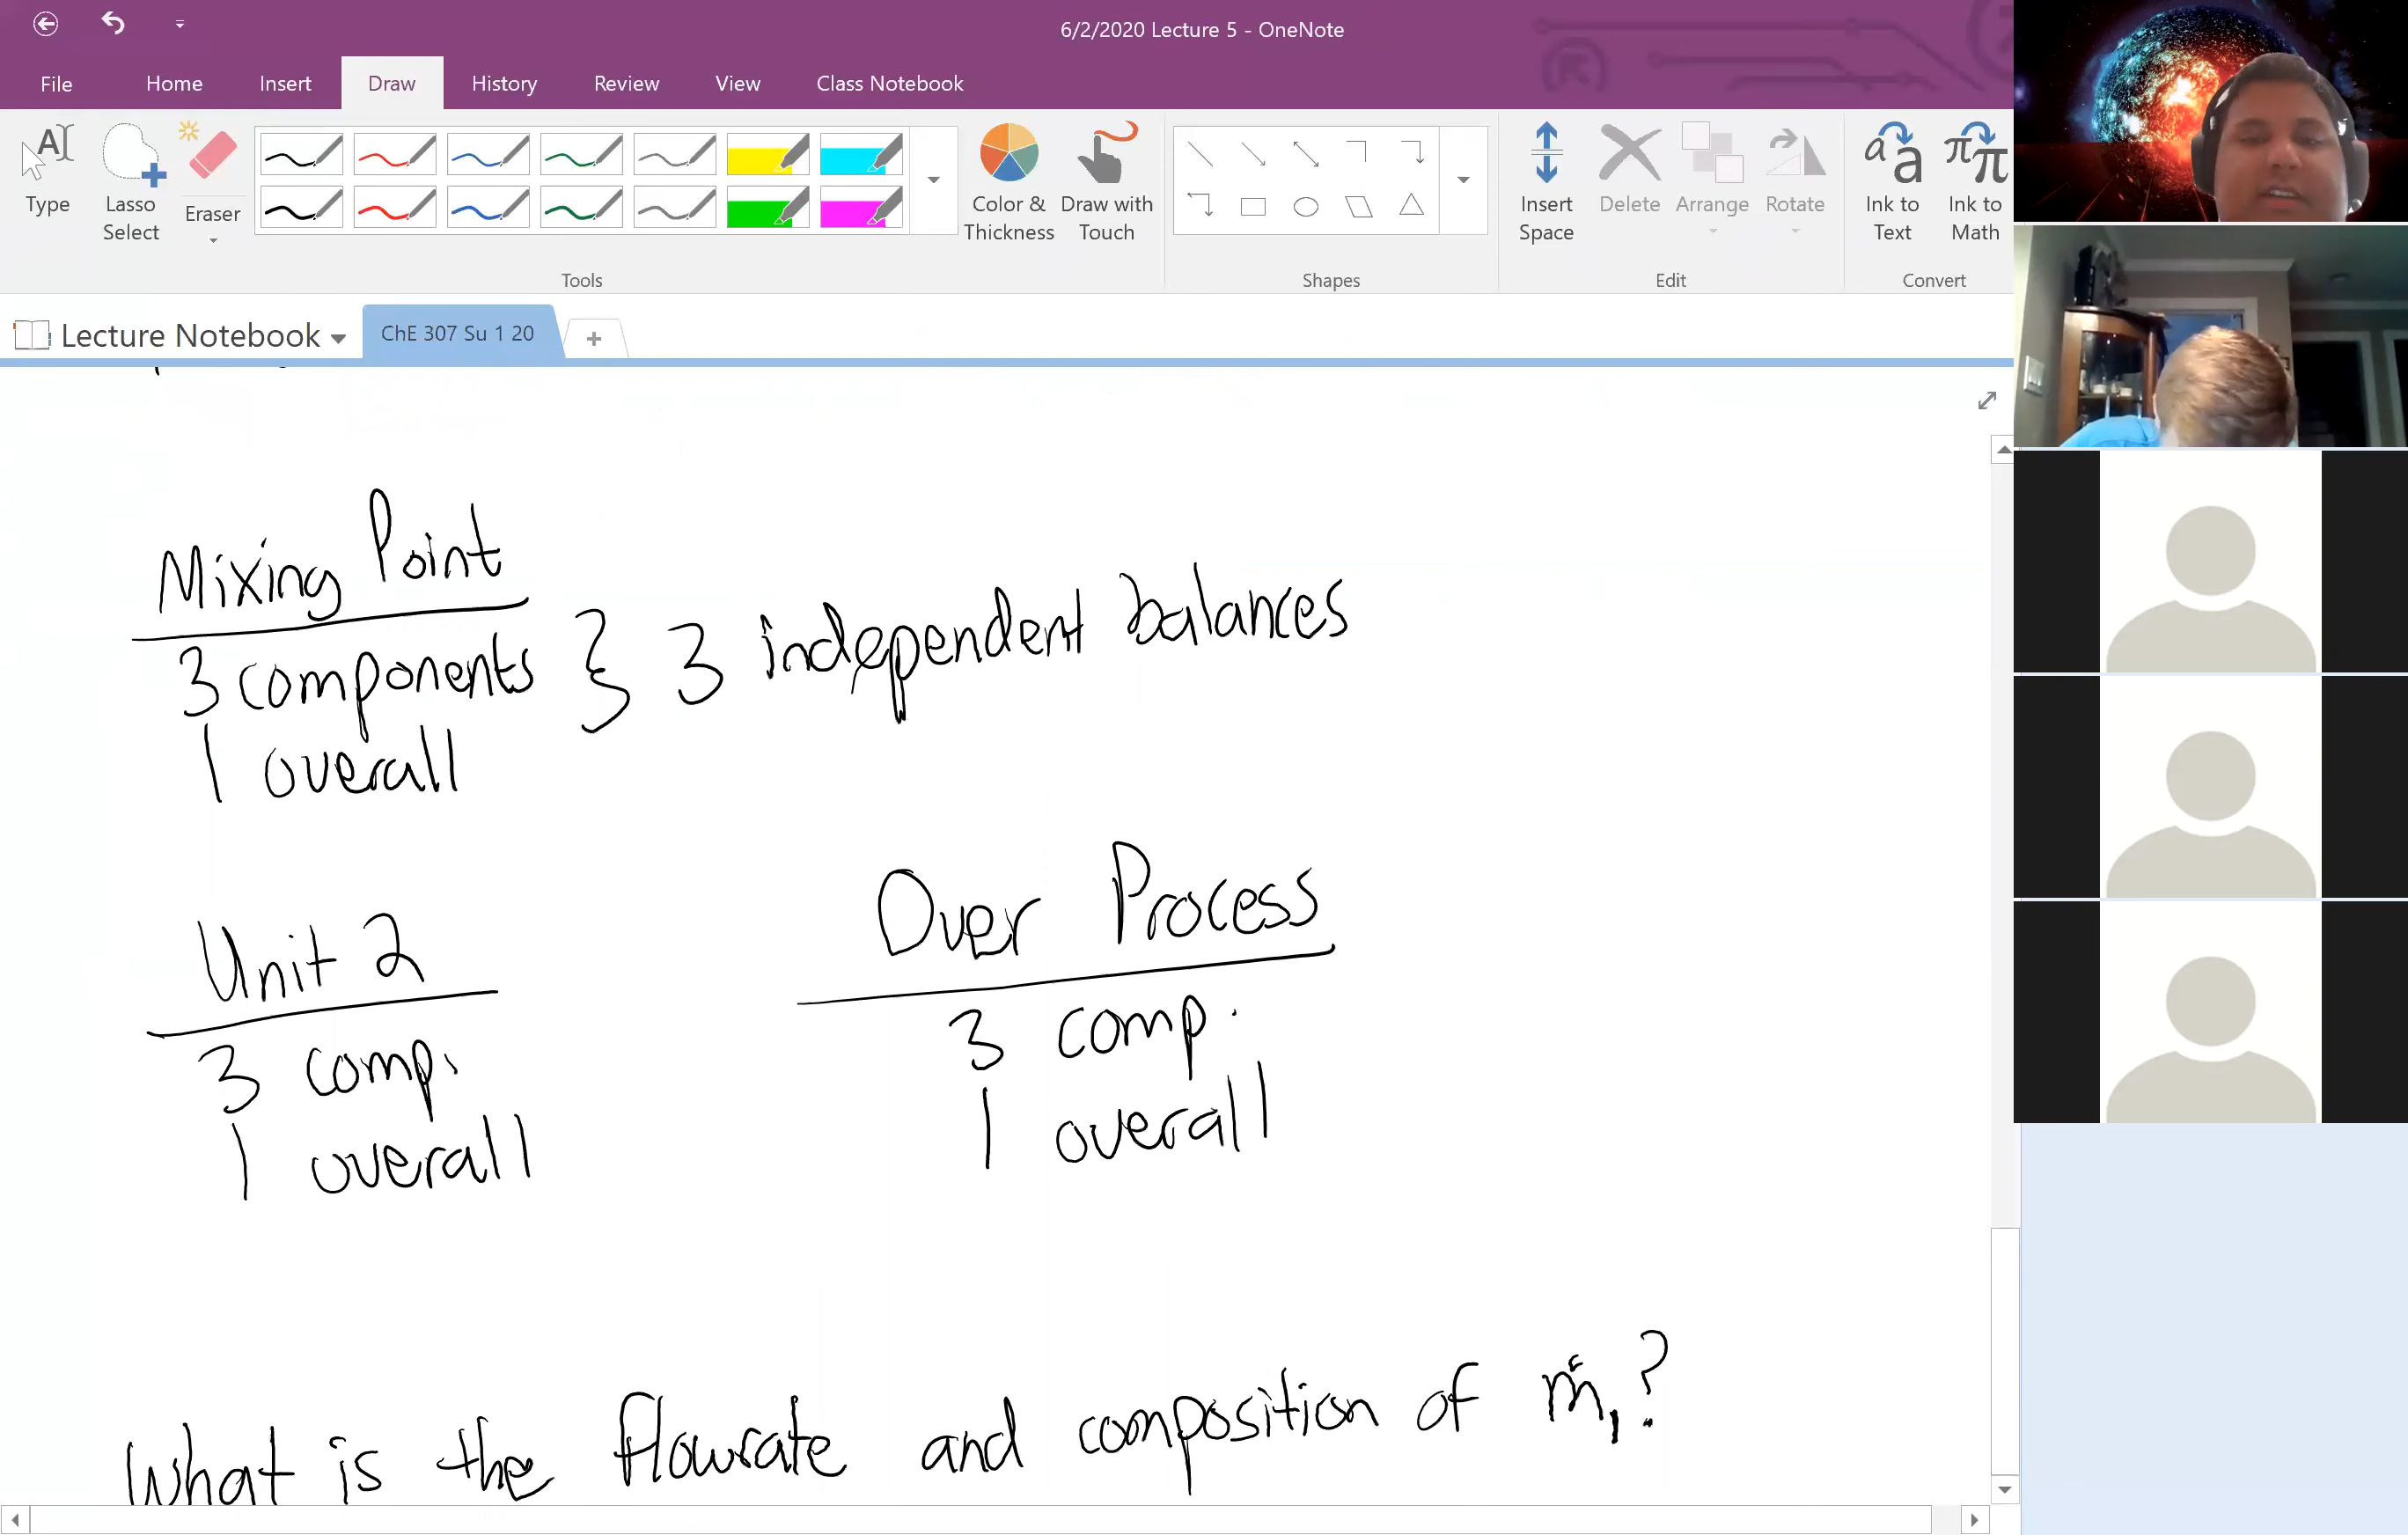 6/2/2020 Lecture 5 - OneNote
File Home Insert Draw History Review View Class Notebook
Type
Lasso Select
Eraser
Color & Thickness
Draw with Touch
Insert Space
Delete
Arrange
Rotate
Ink to Text
Ink to Math
Tools Shapes Edit Convert
Lecture Notebook ChE 307 Su 1 20 +
Mixing Point
3 components } 3 independent balances
1 overall
Unit 2
3 comp.
1 overall
Over Process
3 comp.
1 overall
What is the flowrate and composition of ṁ₁?